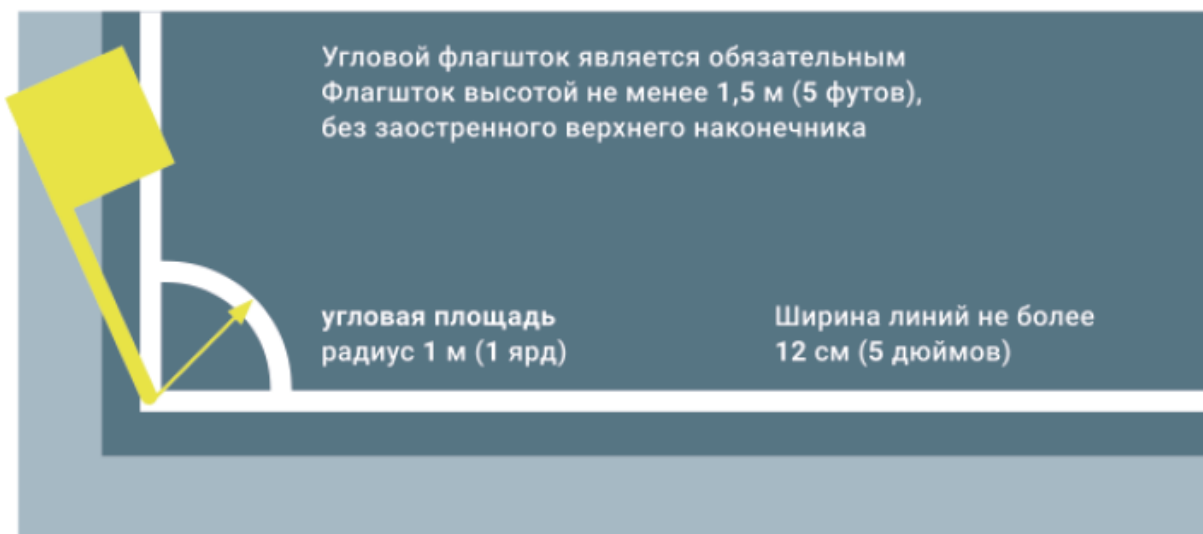 Угловой флагшток является обязательным
Флагшток высотой не менее 1,5 м (5 футов),
без заостренного верхнего наконечника
угловая площадь
радиус 1 м (1 ярд)
Ширина линий не более
12 см (5 дюймов)